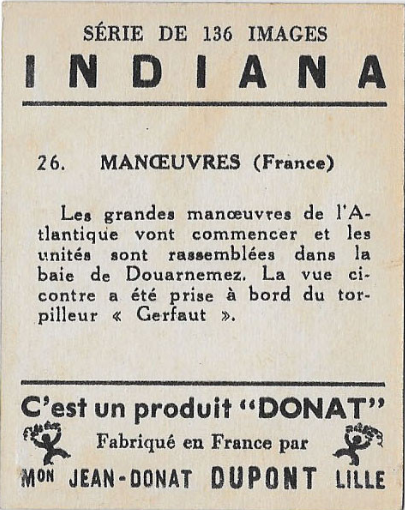 SÉRIE DE 136 IMAGES
INDIANA
26. MANŒUVRES (France)
Les grandes manœuvres de l'A-
tlantique vont commencer et les
unités sont rassemblées dans la
baie de Douarnemez. La vue ci-
contre a été prise à bord du tor-
pilleur « Gerfaut ».
C'est un produit "DONAT"
Fabriqué en France par
MON JEAN-DONAT DUPONT LILLE